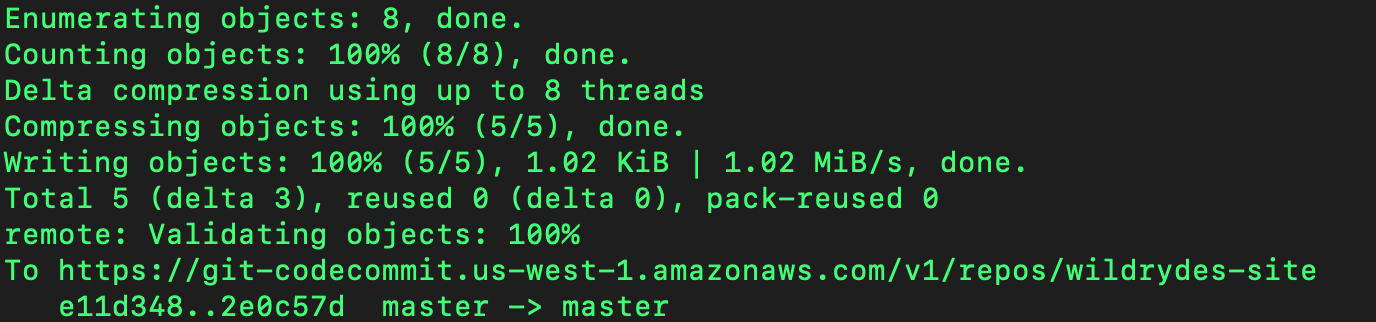 Enumerating objects: 8, done.
Counting objects: 100% (8/8), done.
Delta compression using up to 8 threads
Compressing objects: 100% (5/5), done.
Writing objects: 100% (5/5), 1.02 KiB | 1.02 MiB/s, done.
Total 5 (delta 3), reused 0 (delta 0), pack-reused 0
remote: Validating objects: 100%
To https://git-codecommit.us-west-1.amazonaws.com/v1/repos/wildrydes-site
   e11d348..2e0c57d  master -> master